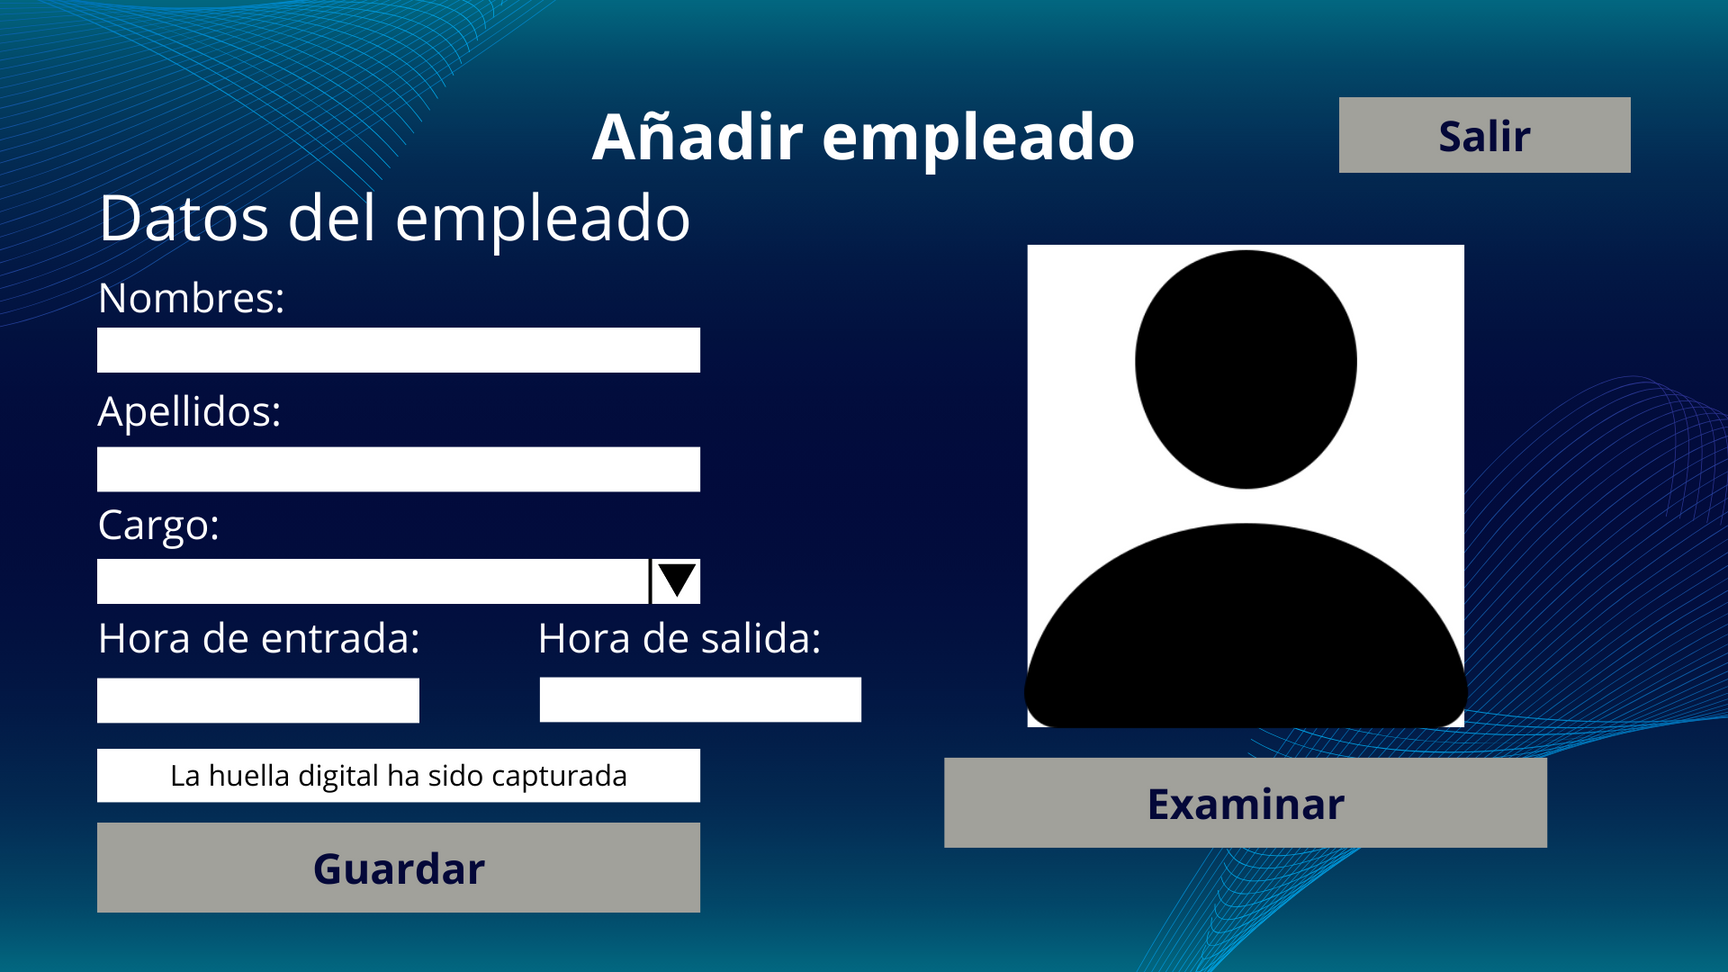 Añadir empleado
Salir
Datos del empleado
Nombres:
Apellidos:
Cargo:
Hora de entrada:
Hora de salida:
La huella digital ha sido capturada
Guardar
Examinar